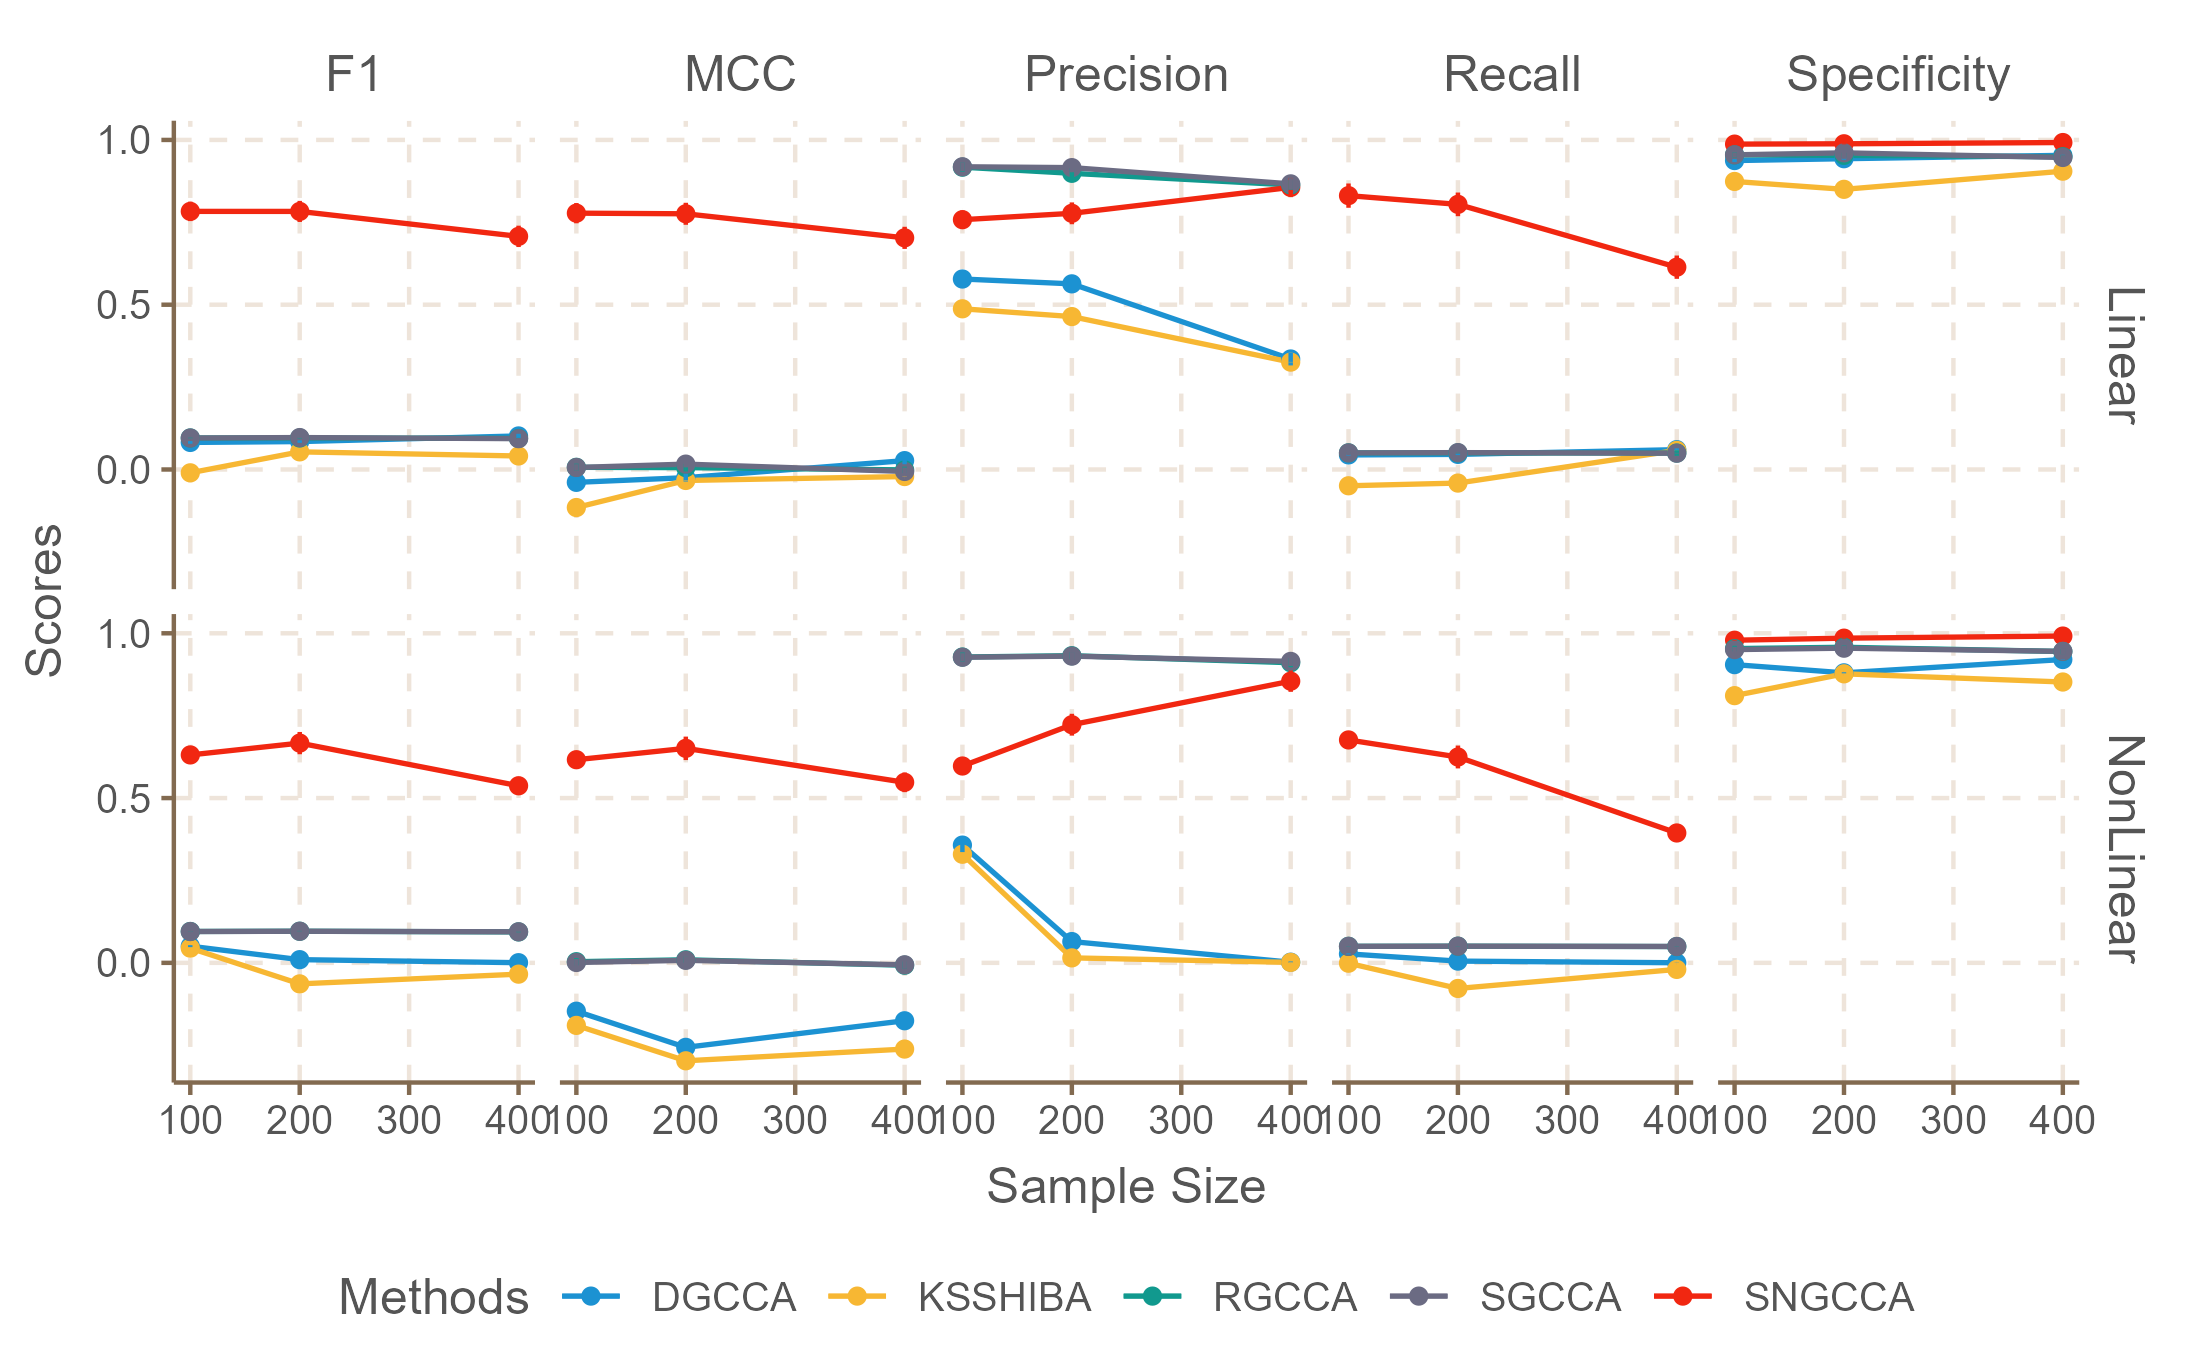 F1 MCC Precision Recall Specificity
1.0
0.5
0.0
Linear
Scores
1.0
0.5
0.0
NonLinear
100 200 300 400 100 200 300 400 100 200 300 400 100 200 300 400 100 200 300 400
Sample Size
Methods DGCCA KSSHIBA RGCCA SGCCA SNGCCA